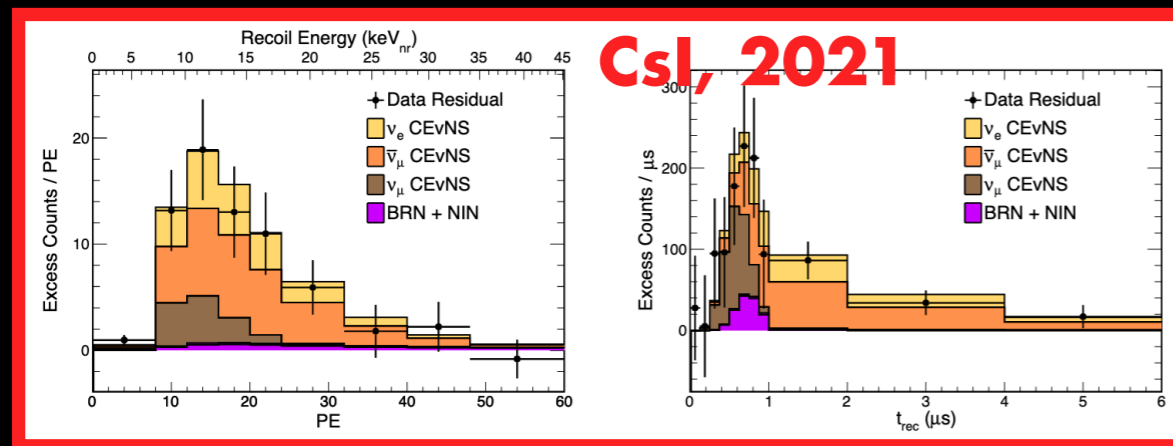 CsI, 2021
Recoil Energy (keVnr)
0 5 10 15 20 25 30 35 40 45
Excess Counts / PE
20
10
0
Data Residual
νe CEvNS
ν̅μ CEvNS
νμ CEvNS
BRN + NIN
0 10 20 30 40 50 60
PE
Excess Counts / μs
300
200
100
0
Data Residual
νe CEvNS
ν̅μ CEvNS
νμ CEvNS
BRN + NIN
0 1 2 3 4 5 6
trec (μs)